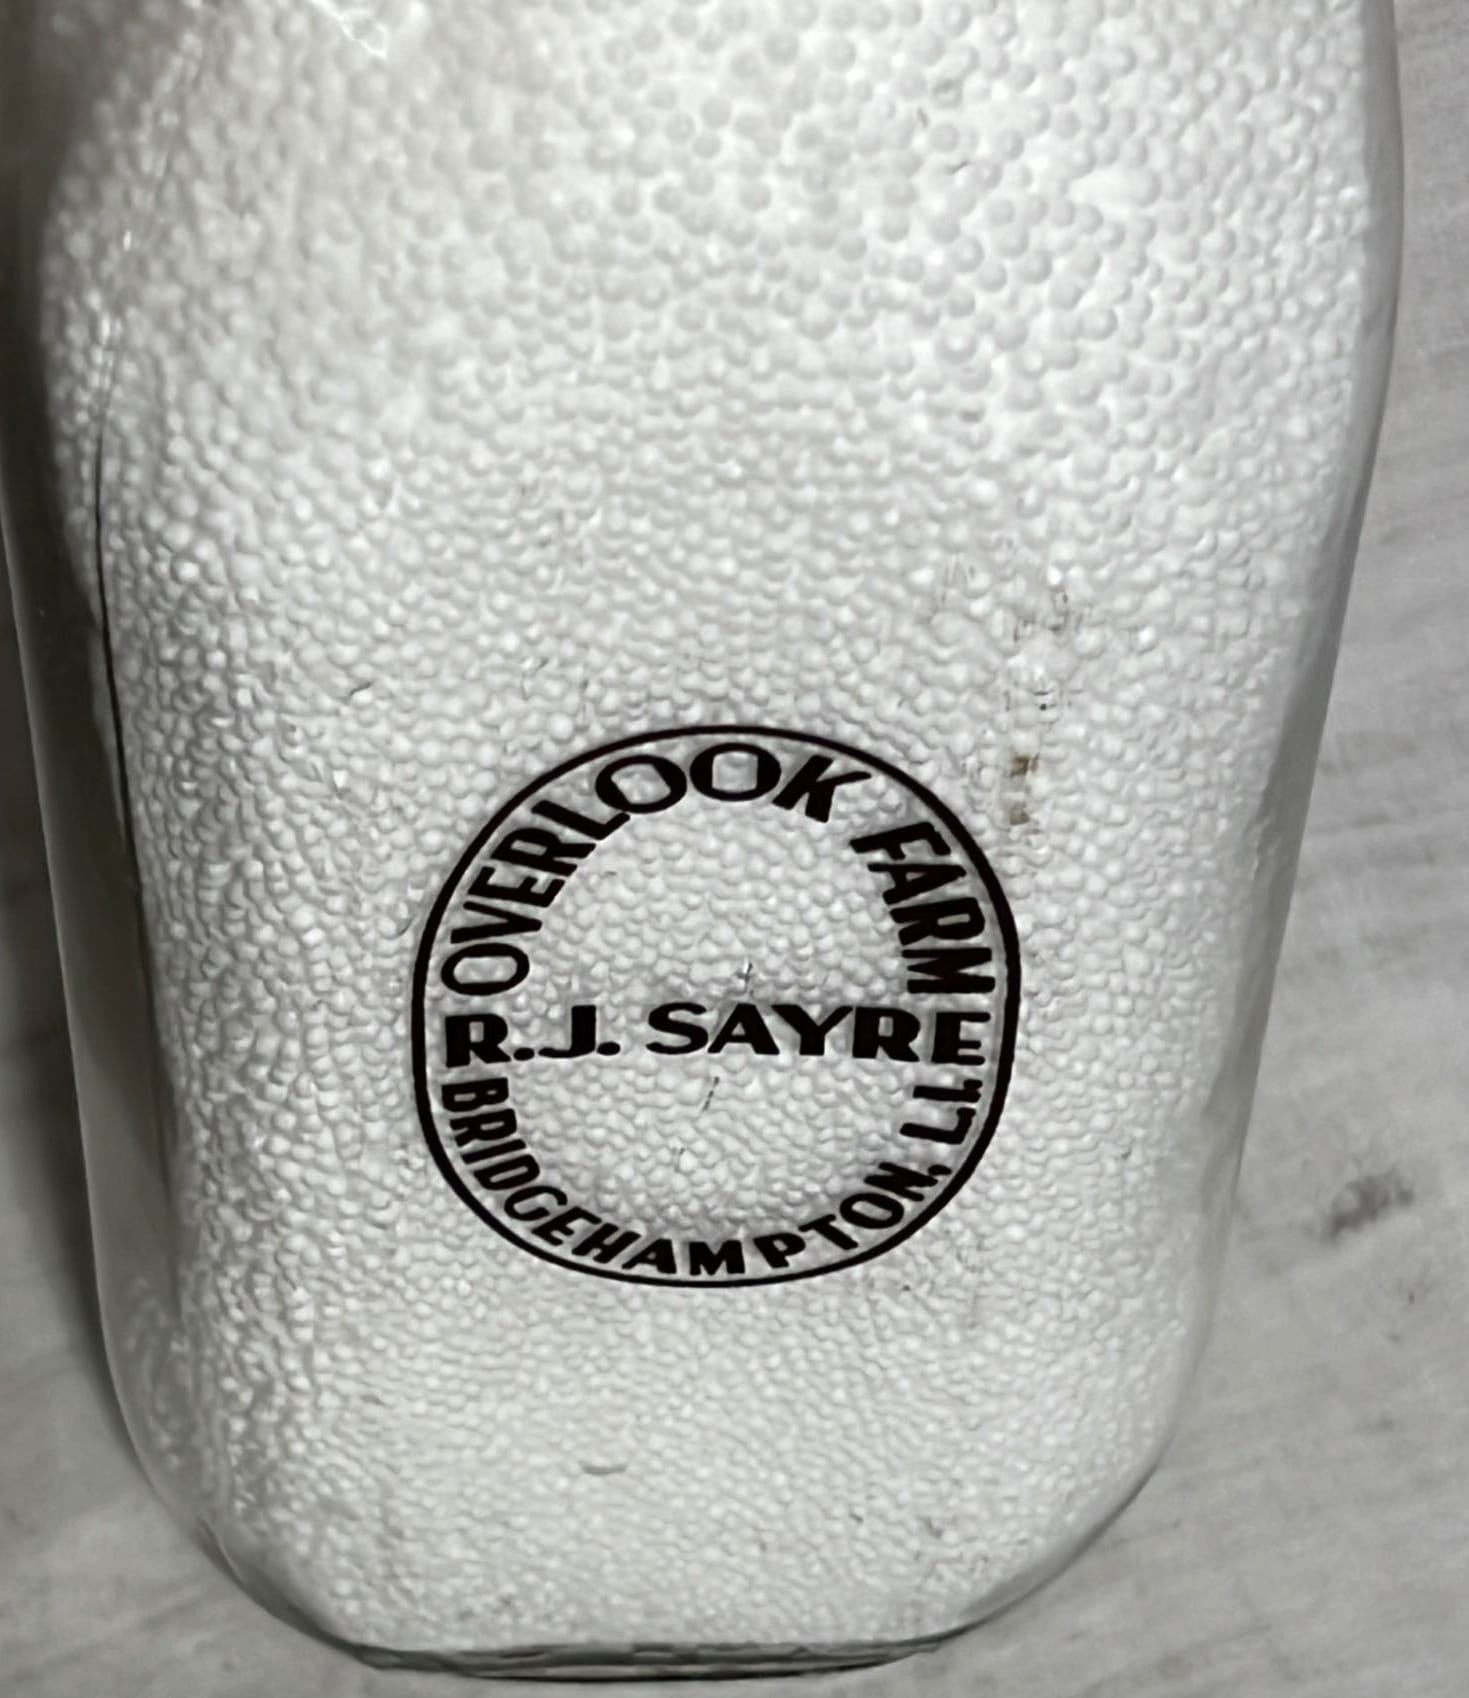 OVERLOOK FARM
R.J. SAYRE
BRIDGEHAMPTON, L.I.